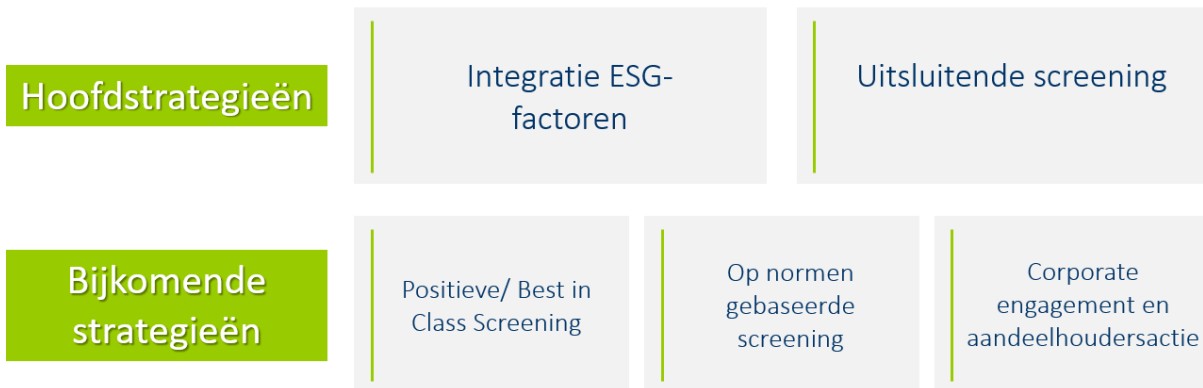 Hoofdstrategieën
Integratie ESG-
factoren
Uitsluitende screening
Bijkomende
strategieën
Positieve/ Best in
Class Screening
Op normen
gebaseerde
screening
Corporate
engagement en
aandeelhoudersactie